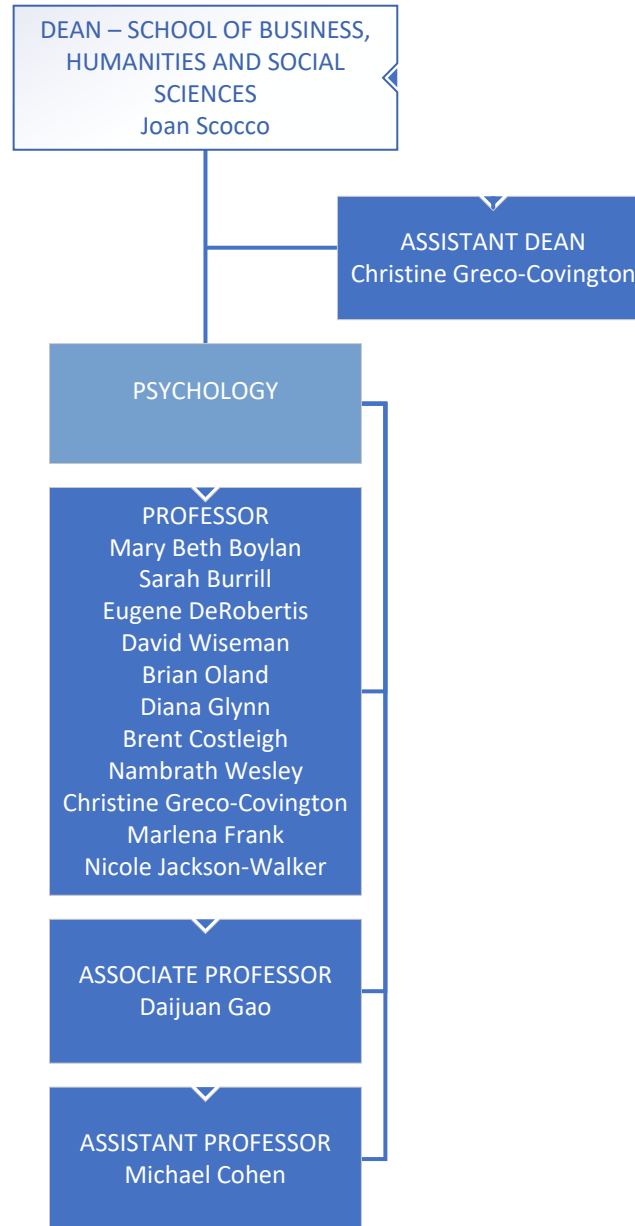 DEAN – SCHOOL OF BUSINESS,
HUMANITIES AND SOCIAL
SCIENCES
Joan Scocco
ASSISTANT DEAN
Christine Greco-Covington
PSYCHOLOGY
PROFESSOR
Mary Beth Boylan
Sarah Burrill
Eugene DeRobertis
David Wiseman
Brian Oland
Diana Glynn
Brent Costleigh
Nambrath Wesley
Christine Greco-Covington
Marlena Frank
Nicole Jackson-Walker
ASSOCIATE PROFESSOR
Daijuan Gao
ASSISTANT PROFESSOR
Michael Cohen